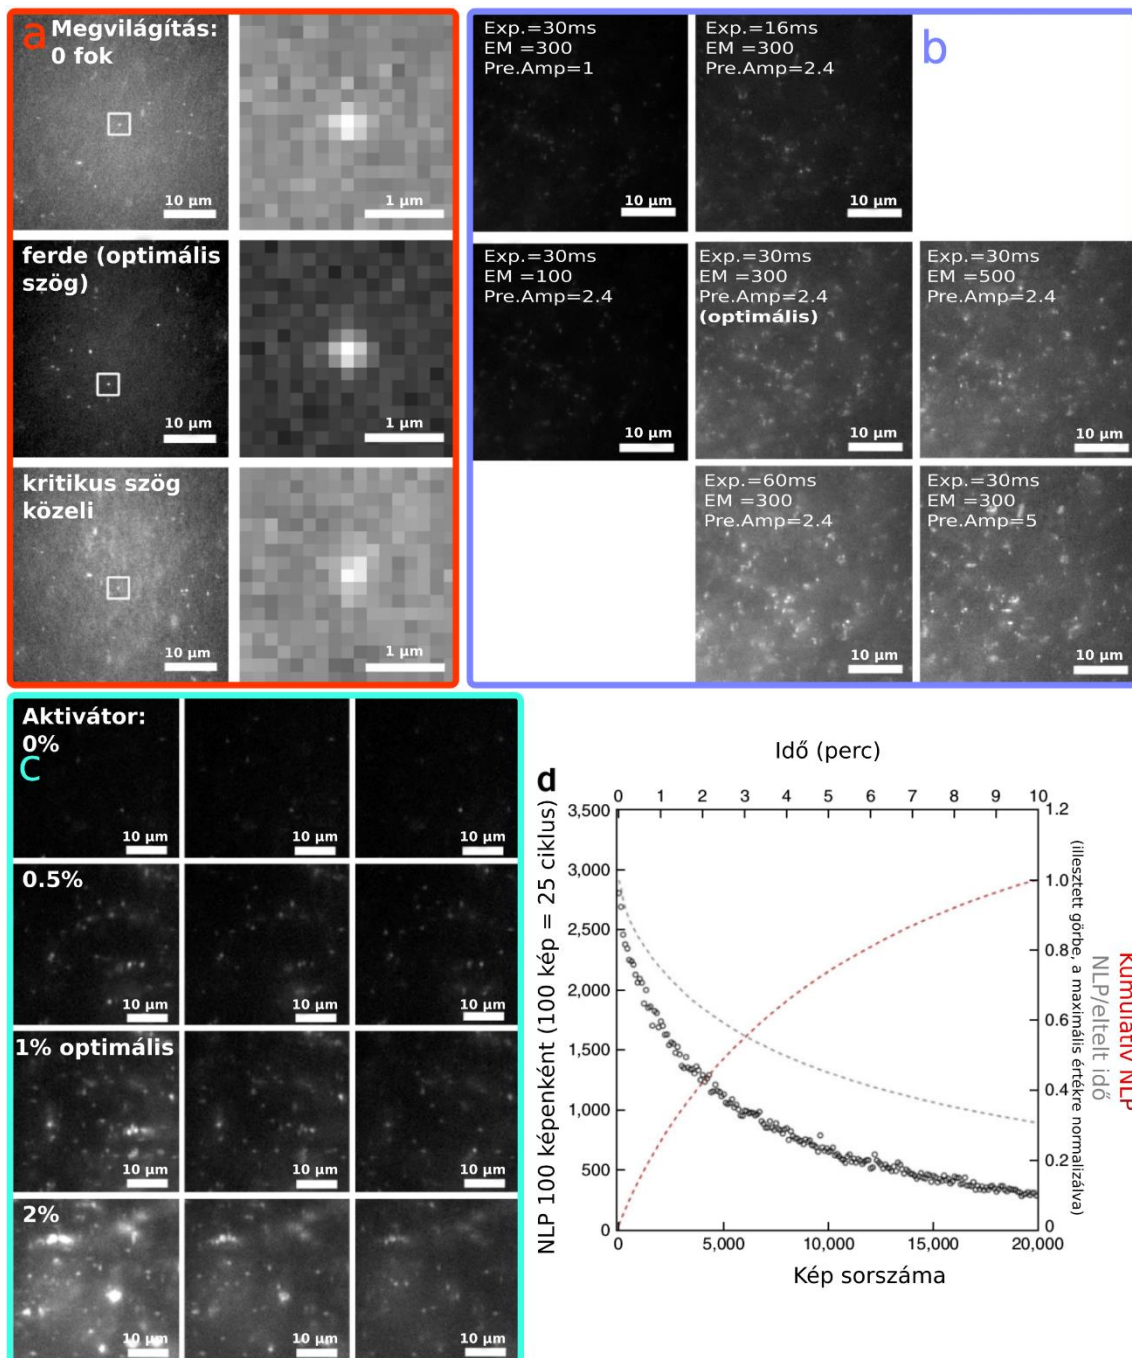 a
Megvilágítás:
0 fok
10 µm
1 µm
ferde (optimális
szög)
10 µm
1 µm
kritikus szög
közeli
10 µm
1 µm
b
Exp.=30ms
EM =300
Pre.Amp=1
10 µm
Exp.=16ms
EM =300
Pre.Amp=2.4
10 µm
Exp.=30ms
EM =100
Pre.Amp=2.4
10 µm
Exp.=30ms
EM =300
Pre.Amp=2.4
(optimális)
10 µm
Exp.=30ms
EM =500
Pre.Amp=2.4
10 µm
Exp.=60ms
EM =300
Pre.Amp=2.4
10 µm
Exp.=30ms
EM =300
Pre.Amp=5
10 µm
c
Aktivátor:
0%
10 µm
10 µm
10 µm
0.5%
10 µm
10 µm
10 µm
1% optimális
10 µm
10 µm
10 µm
2%
10 µm
10 µm
10 µm
d
Idő (perc)
0 1 2 3 4 5 6 7 8 9 10
NLP 100 képenként (100 kép = 25 ciklus)
3,500
3,000
2,500
2,000
1,500
1,000
500
0
1.2
1.0
0.8
0.6
0.4
0.2
0
(illesztett görbe, a maximális értékre normalizálva)
NLP/eltelt idő
Kumulatív NLP
0 5,000 10,000 15,000 20,000
Kép sorszáma